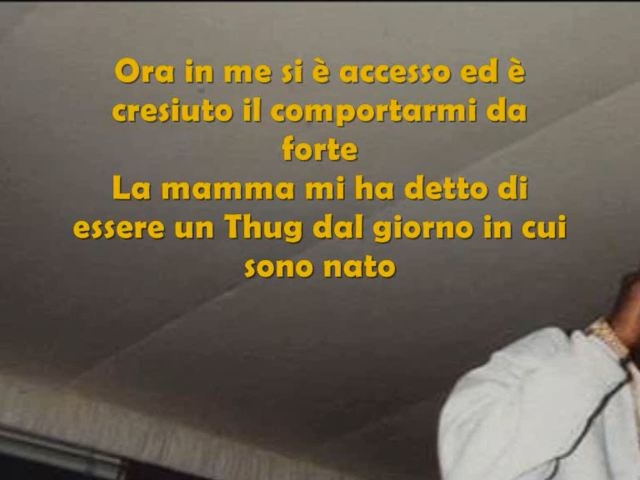 Ora in me si è accesso ed è
cresiuto il comportarmi da
forte
La mamma mi ha detto di
essere un Thug dal giorno in cui
sono nato